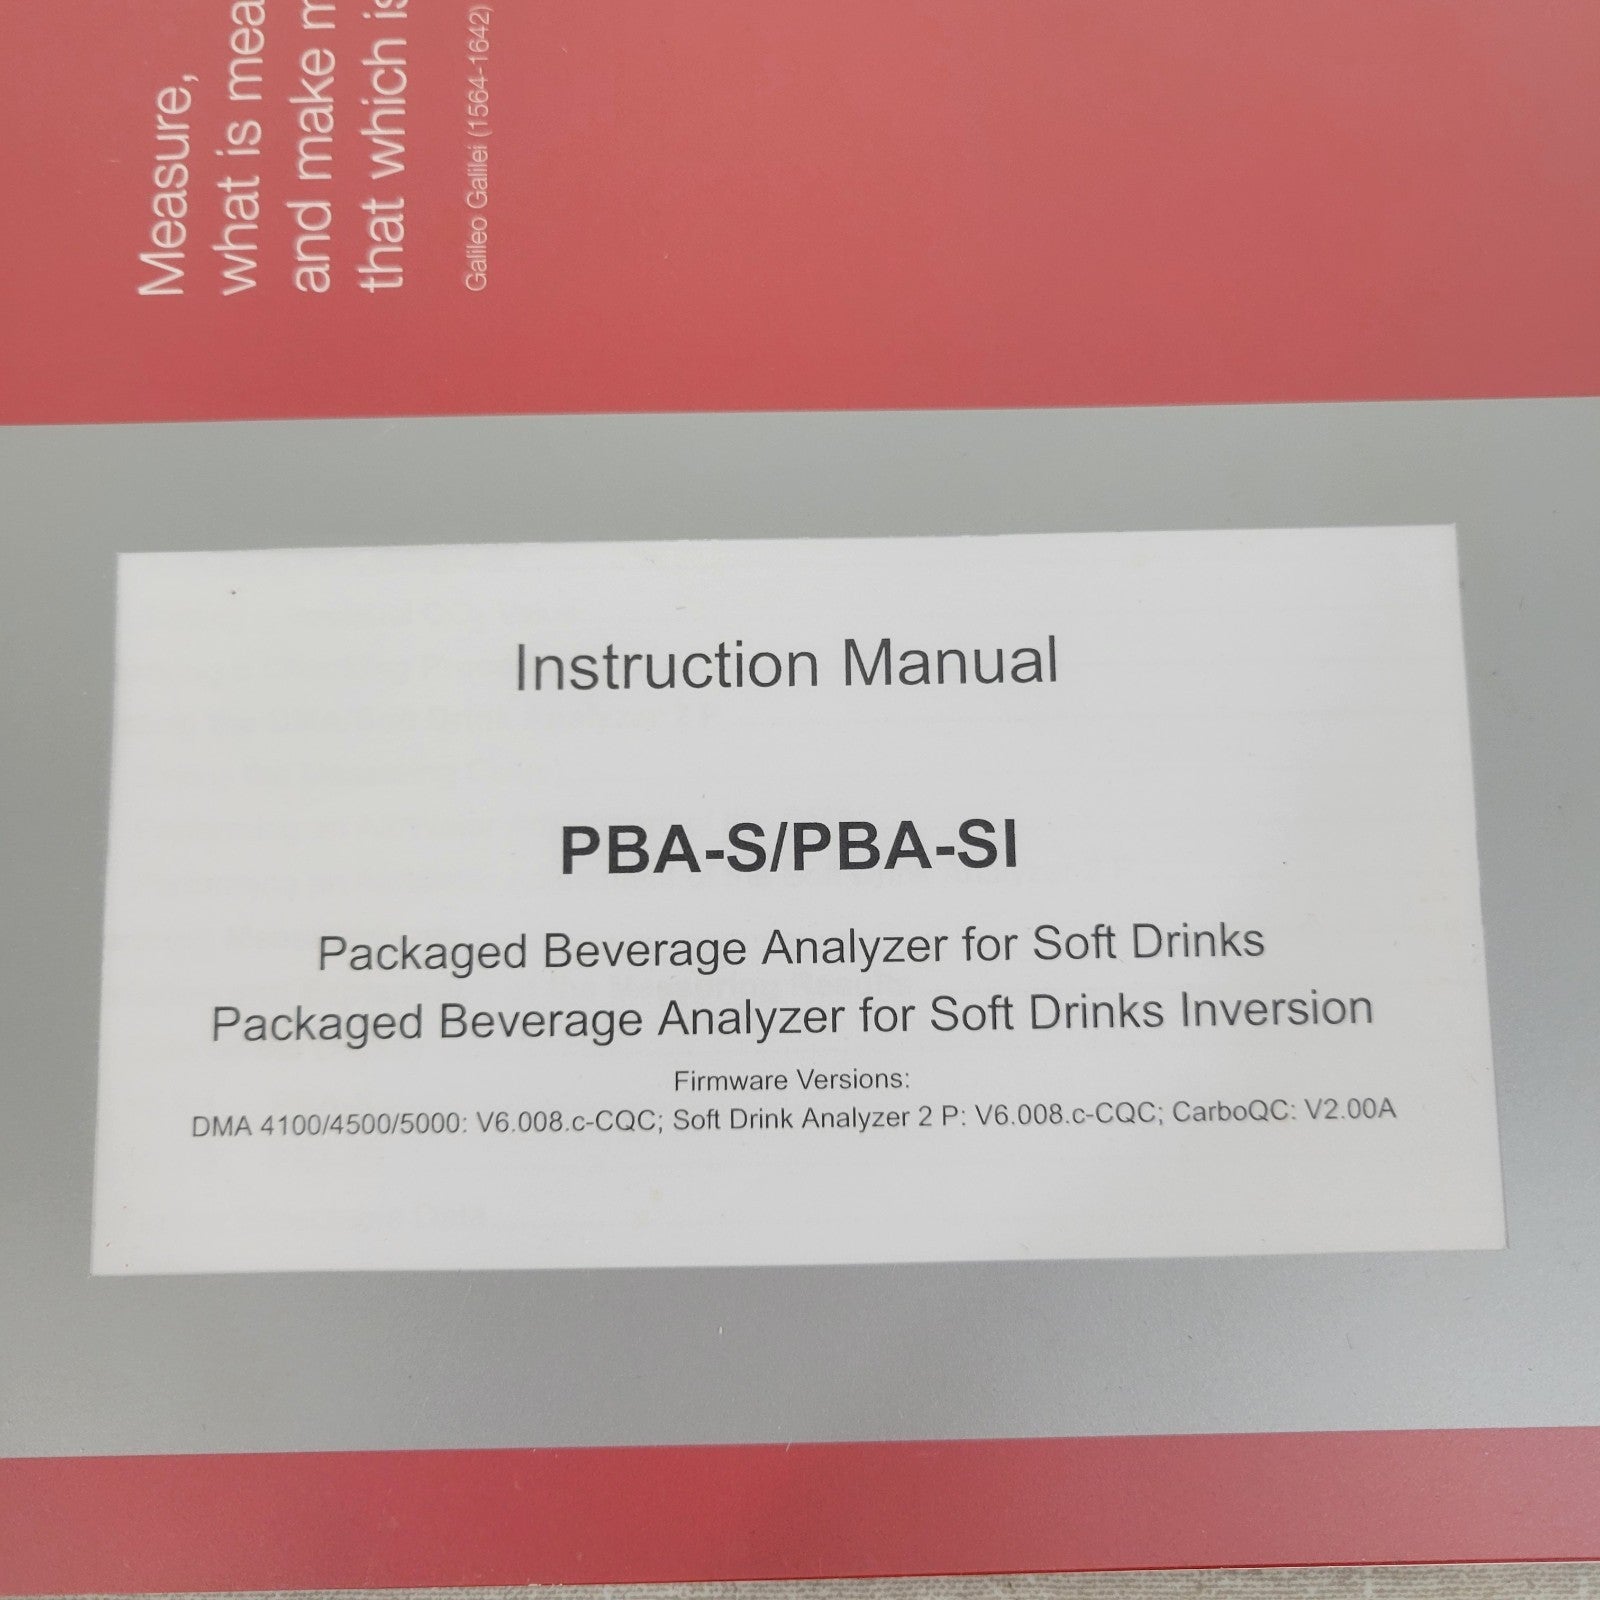 Measure,
what is mea
and make m
that which is
Galileo Galilei (1564-1642)
Instruction Manual
PBA-S/PBA-SI
Packaged Beverage Analyzer for Soft Drinks
Packaged Beverage Analyzer for Soft Drinks Inversion
Firmware Versions:
DMA 4100/4500/5000: V6.008.c-CQC; Soft Drink Analyzer 2 P: V6.008.c-CQC; CarboQC: V2.00A